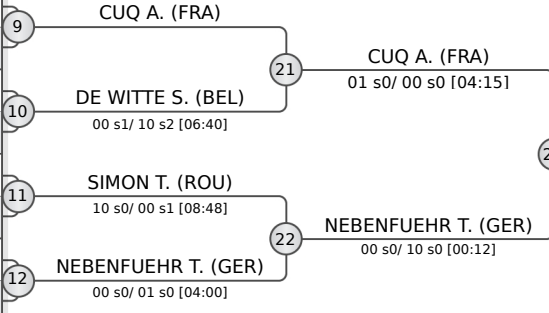 CUQ A. (FRA)
9
21
CUQ A. (FRA)
01 s0/ 00 s0 [04:15]
DE WITTE S. (BEL)
10
00 s1/ 10 s2 [06:40]
SIMON T. (ROU)
11
10 s0/ 00 s1 [08:48]
22
NEBENFUEHR T. (GER)
00 s0/ 10 s0 [00:12]
NEBENFUEHR T. (GER)
12
00 s0/ 01 s0 [04:00]